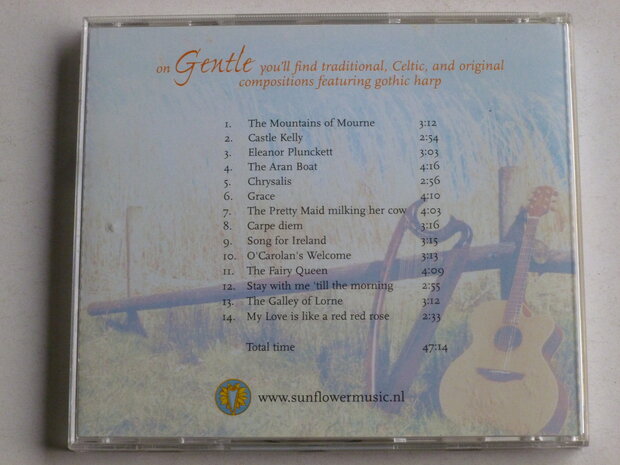 on Gentle you'll find traditional, Celtic, and original
compositions featuring gothic harp
1. The Mountains of Mourne 3:12
2. Castle Kelly 2:54
3. Eleanor Plunckett 3:03
4. The Aran Boat 4:16
5. Chrysalis 2:56
6. Grace 4:10
7. The Pretty Maid milking her cow 4:03
8. Carpe diem 3:16
9. Song for Ireland 3:15
10. O'Carolan's Welcome 3:13
11. The Fairy Queen 4:09
12. Stay with me 'till the morning 2:55
13. The Galley of Lorne 3:12
14. My Love is like a red red rose 2:33
Total time 47:14
www.sunflowermusic.nl